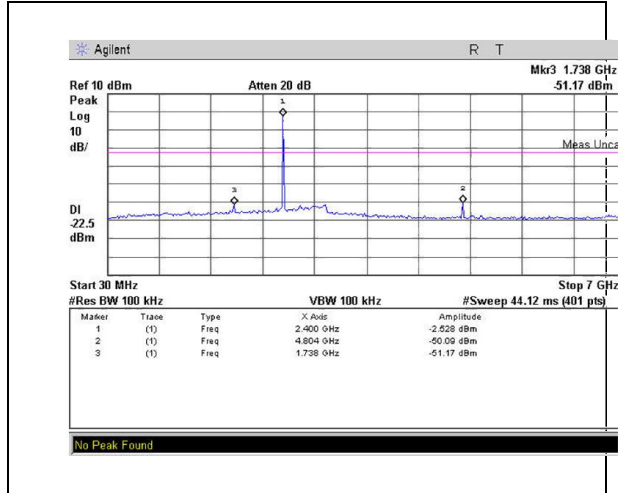 Agilent R T
Mkr3 1.738 GHz
Ref 10 dBm Atten 20 dB -51.17 dBm
Peak
Log
10
dB/
1
Meas Unca
3
2
DI
-22.5
dBm
Start 30 MHz Stop 7 GHz
#Res BW 100 kHz VBW 100 kHz #Sweep 44.12 ms (401 pts)
Marker Trace Type X Axis Amplitude
1 (1) Freq 2.400 GHz -2.528 dBm
2 (1) Freq 4.804 GHz -50.09 dBm
3 (1) Freq 1.738 GHz -51.17 dBm
No Peak Found